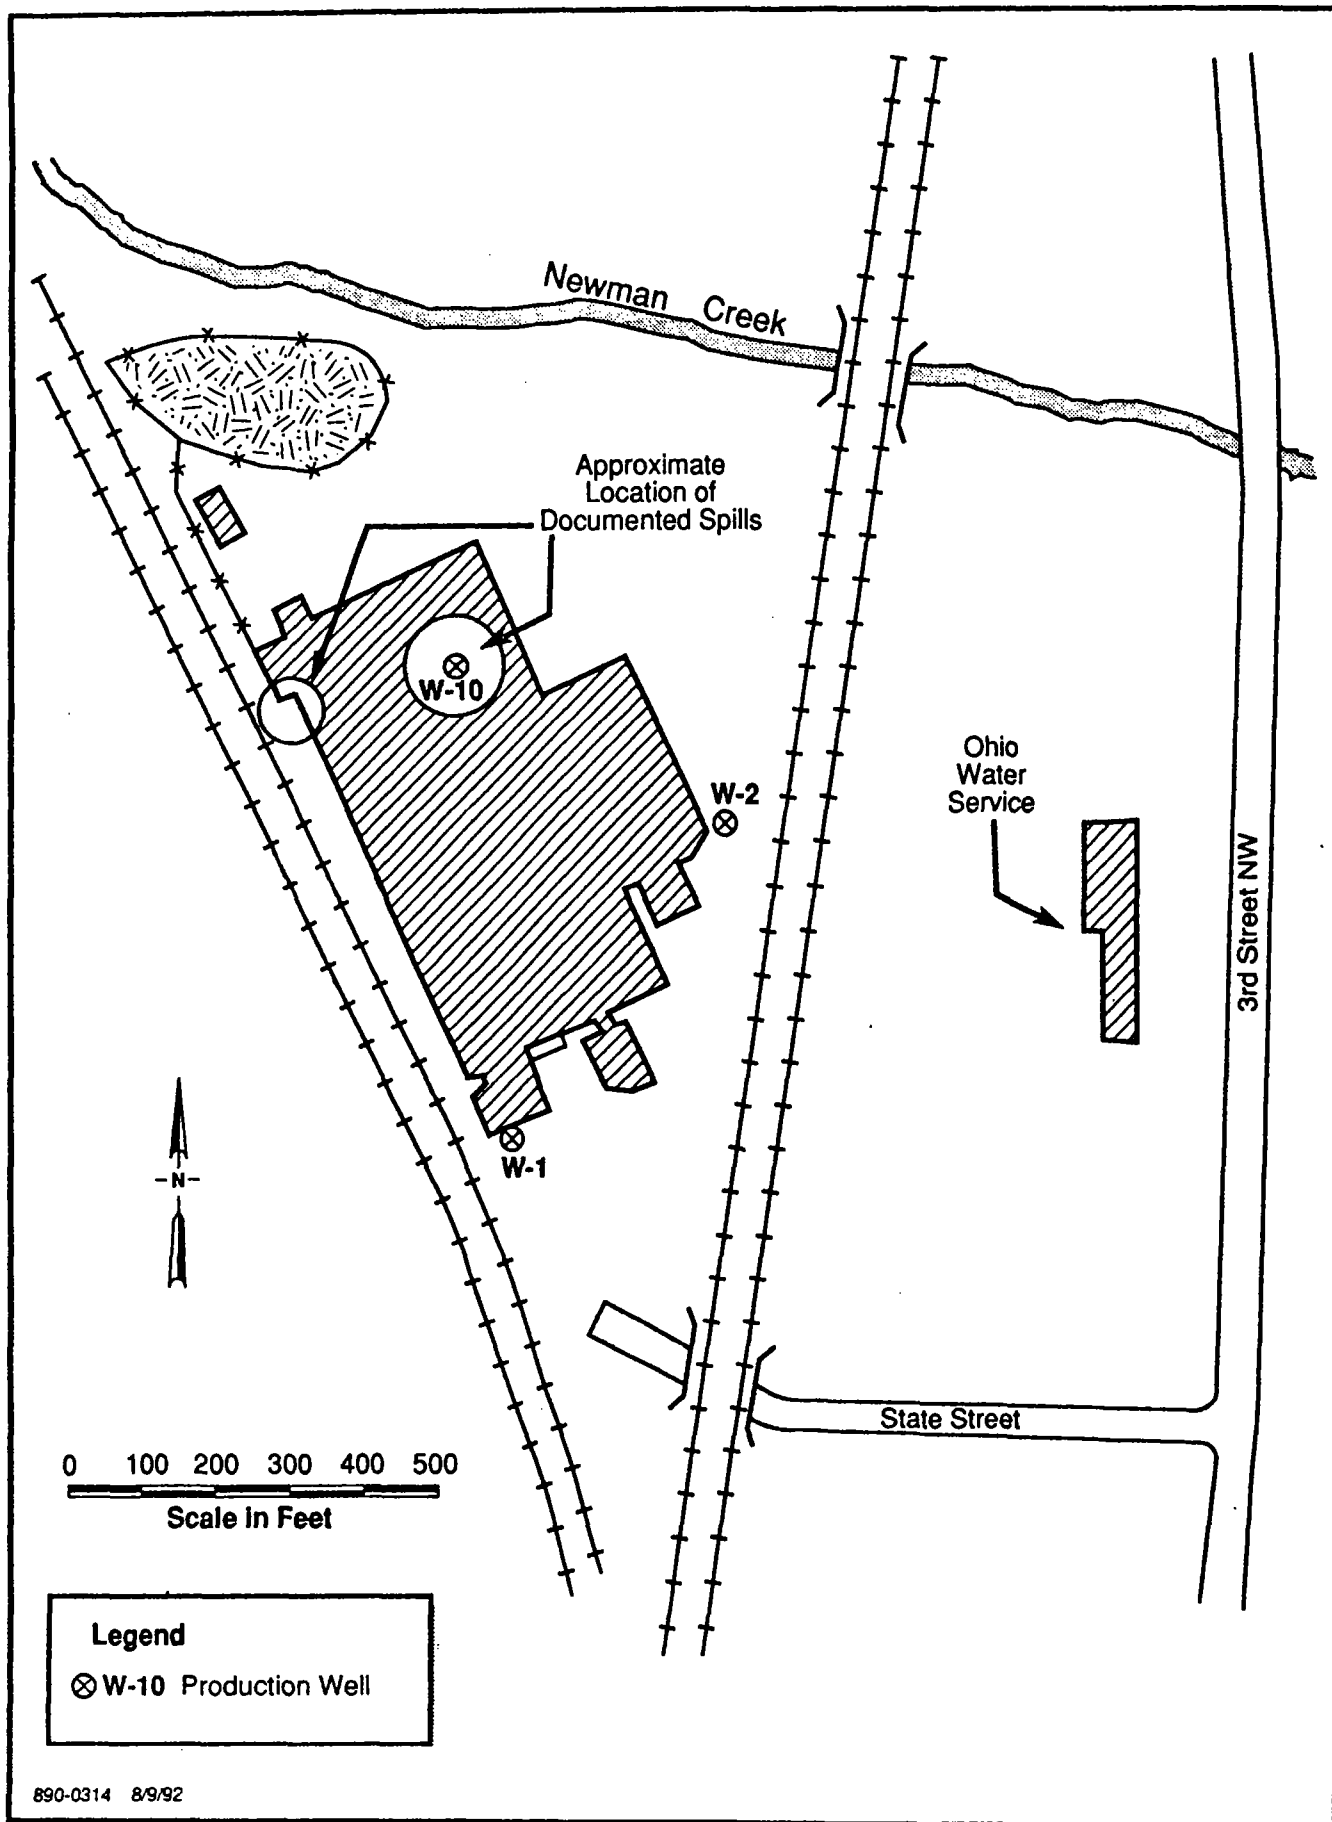 Newman Creek
Approximate
Location of
Documented Spills
W-10
W-2
Ohio
Water
Service
3rd Street NW
W-1
-N-
State Street
0 100 200 300 400 500
Scale in Feet
Legend
W-10 Production Well
890-0314 8/9/92